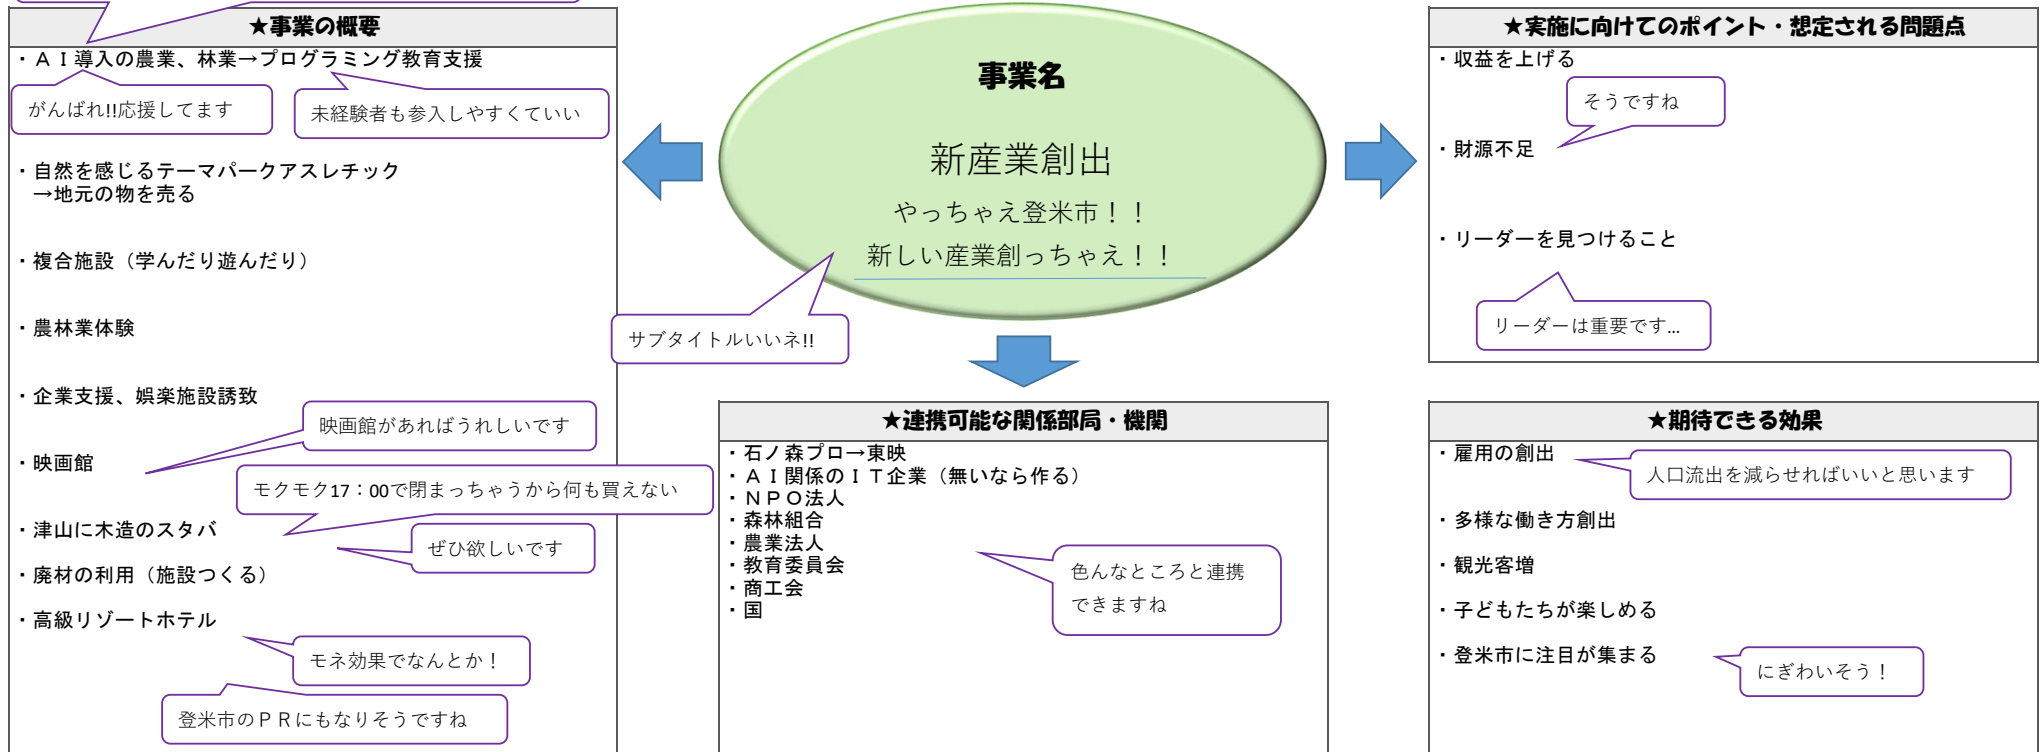 ★事業の概要
・ＡＩ導入の農業、林業→プログラミング教育支援
がんばれ!!応援してます
未経験者も参入しやすくていい
・自然を感じるテーマパークアスレチック
→地元の物を売る
・複合施設（学んだり遊んだり）
・農林業体験
・企業支援、娯楽施設誘致
映画館があればうれしいです
・映画館
モクモク17：00で閉まっちゃうから何も買えない
・津山に木造のスタバ
ぜひ欲しいです
・廃材の利用（施設つくる）
・高級リゾートホテル
モネ効果でなんとか！
登米市のＰＲにもなりそうですね
事業名
新産業創出
やっちゃえ登米市！！
新しい産業創っちゃえ！！
サブタイトルいいネ!!
★連携可能な関係部局・機関
・石ノ森プロ→東映
・ＡＩ関係のＩＴ企業（無いなら作る）
・ＮＰＯ法人
・森林組合
・農業法人
・教育委員会
・商工会
・国
色んなところと連携
できますね
★実施に向けてのポイント・想定される問題点
・収益を上げる
そうですね
・財源不足
・リーダーを見つけること
リーダーは重要です…
★期待できる効果
・雇用の創出
人口流出を減らせればいいと思います
・多様な働き方創出
・観光客増
・子どもたちが楽しめる
・登米市に注目が集まる
にぎわいそう！